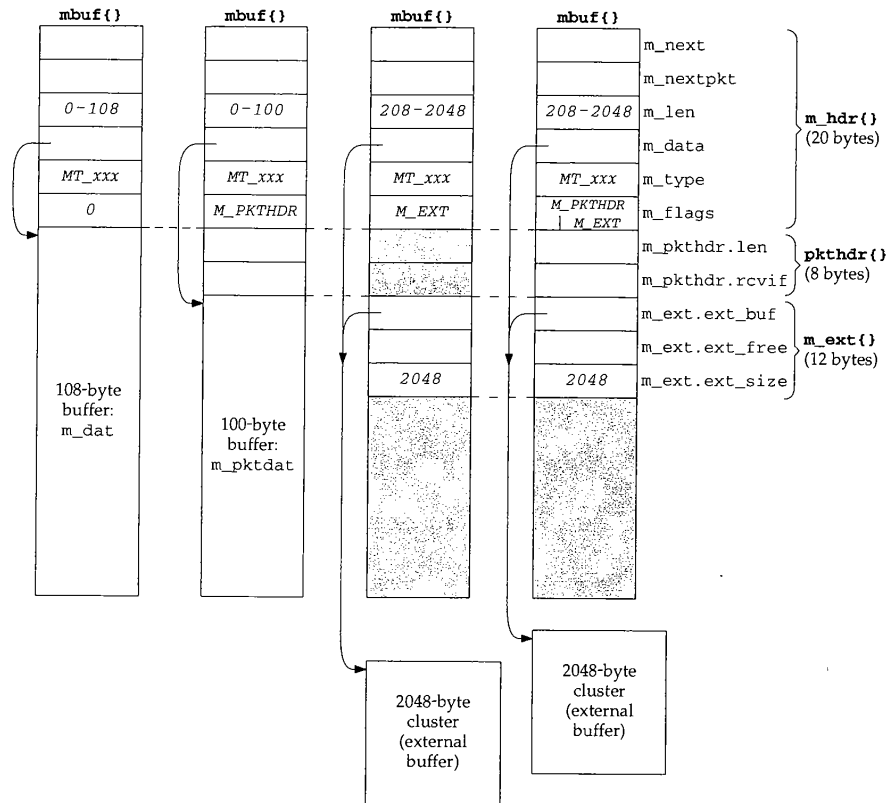 mbuf{} mbuf{} mbuf{} mbuf{}
m_next
m_nextpkt
0-108 0-100 208-2048 208-2048 m_len
m_hdr{}
(20 bytes)
m_data
MT_xxx MT_xxx MT_xxx MT_xxx m_type
0 M_PKTHDR M_EXT M_PKTHDR | M_EXT m_flags
m_pkthdr.len
pkthdr{}
(8 bytes)
m_pkthdr.rcvif
m_ext.ext_buf
m_ext.ext_free
m_ext{}
(12 bytes)
2048 2048 m_ext.ext_size
108-byte
buffer:
m_dat
100-byte
buffer:
m_pktdat
2048-byte
cluster
(external
buffer)
2048-byte
cluster
(external
buffer)